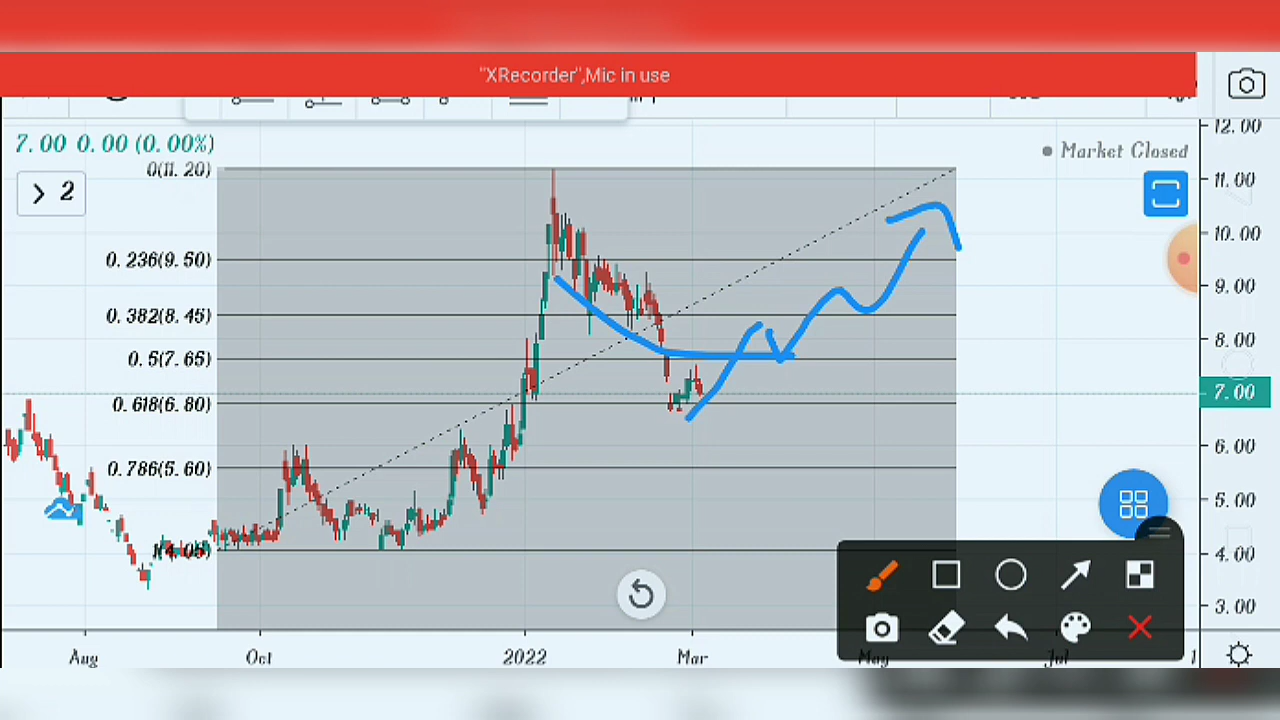 "XRecorder",Mic in use
7.00 0.00 (0.00%)
Market Closed
2
0(11.20)
0.236(9.50)
0.382(8.45)
0.5(7.65)
0.618(6.80)
0.786(5.60)
1(4.05)
12.00
11.00
10.00
9.00
8.00
7.00
6.00
5.00
4.00
3.00
Aug
Oct
2022
Mar
May
Jul